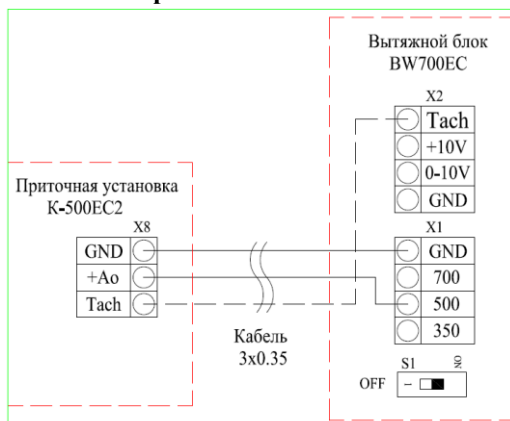 Вытяжной блок
BW700EC
X2
Tach
+10V
0-10V
GND
Приточная установка
К-500EC2
X8
GND
+Ao
Tach
X1
GND
700
500
350
Кабель
3x0.35
S1
NO
OFF